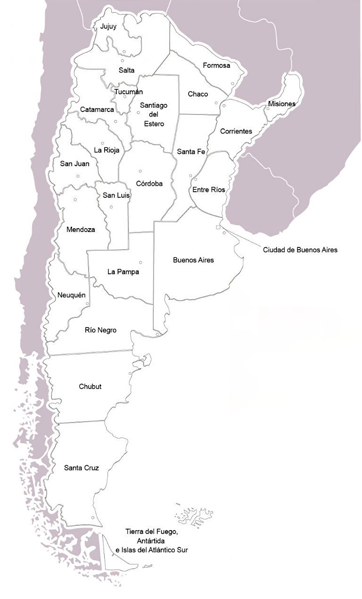 Jujuy
Formosa
Salta
Tucumán
Chaco
Misiones
Catamarca
Santiago
del
Estero
Corrientes
La Rioja
Santa Fe
San Juan
Córdoba
Entre Ríos
San Luis
Mendoza
Ciudad de Buenos Aires
Buenos Aires
La Pampa
Neuquén
Río Negro
Chubut
Santa Cruz
Tierra del Fuego,
Antártida
e Islas del Atlántico Sur